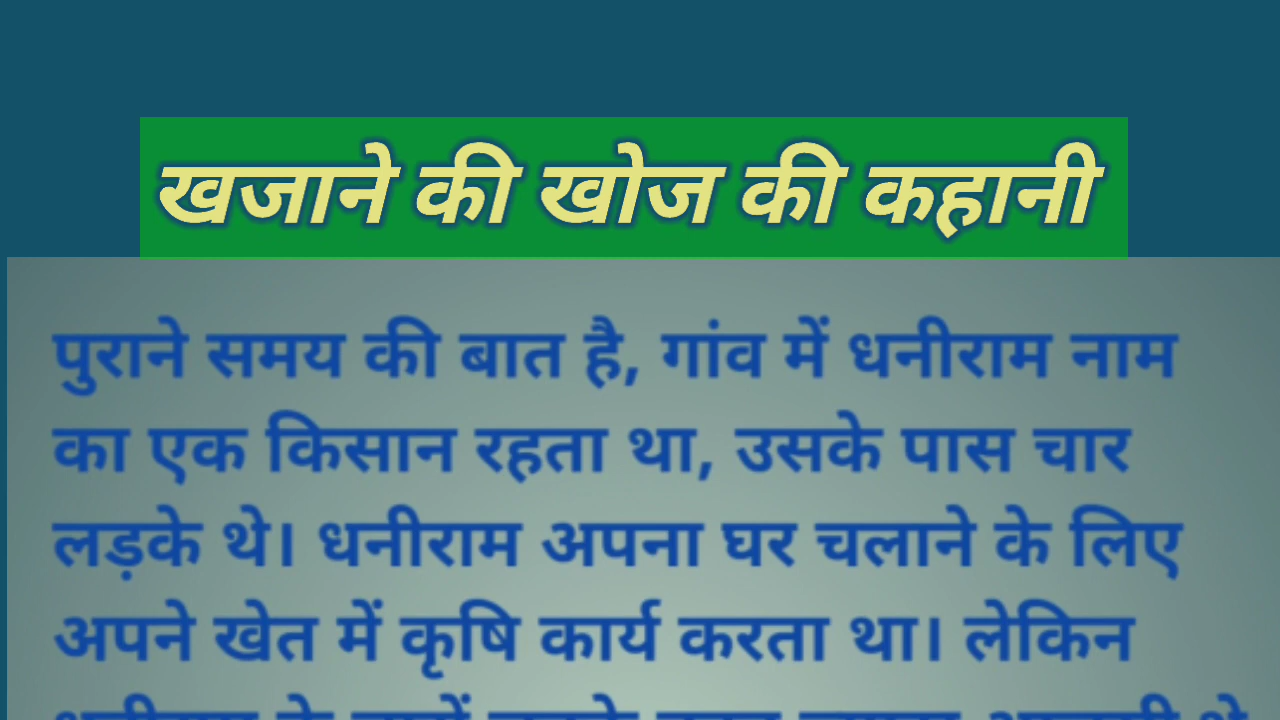 खजाने की खोज की कहानी
पुराने समय की बात है, गांव में धनीराम नाम
का एक किसान रहता था, उसके पास चार
लड़के थे। धनीराम अपना घर चलाने के लिए
अपने खेत में कृषि कार्य करता था। लेकिन